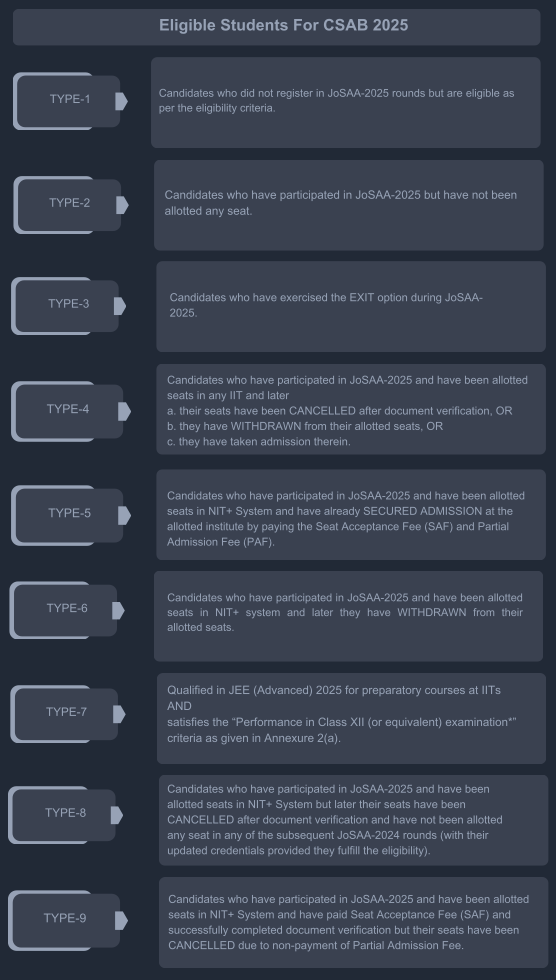 Eligible Students For CSAB 2025
TYPE-1
Candidates who did not register in JoSAA-2025 rounds but are eligible as
per the eligibility criteria.
TYPE-2
Candidates who have participated in JoSAA-2025 but have not been
allotted any seat.
TYPE-3
Candidates who have exercised the EXIT option during JoSAA-
2025.
TYPE-4
Candidates who have participated in JoSAA-2025 and have been allotted
seats in any IIT and later
a. their seats have been CANCELLED after document verification, OR
b. they have WITHDRAWN from their allotted seats, OR
c. they have taken admission therein.
TYPE-5
Candidates who have participated in JoSAA-2025 and have been allotted
seats in NIT+ System and have already SECURED ADMISSION at the
allotted institute by paying the Seat Acceptance Fee (SAF) and Partial
Admission Fee (PAF).
TYPE-6
Candidates who have participated in JoSAA-2025 and have been allotted
seats in NIT+ system and later they have WITHDRAWN from their
allotted seats.
TYPE-7
Qualified in JEE (Advanced) 2025 for preparatory courses at IITs
AND
satisfies the “Performance in Class XII (or equivalent) examination*”
criteria as given in Annexure 2(a).
TYPE-8
Candidates who have participated in JoSAA-2025 and have been
allotted seats in NIT+ System but later their seats have been
CANCELLED after document verification and have not been allotted
any seat in any of the subsequent JoSAA-2024 rounds (with their
updated credentials provided they fulfill the eligibility).
TYPE-9
Candidates who have participated in JoSAA-2025 and have been allotted
seats in NIT+ System and have paid Seat Acceptance Fee (SAF) and
successfully completed document verification but their seats have been
CANCELLED due to non-payment of Partial Admission Fee.